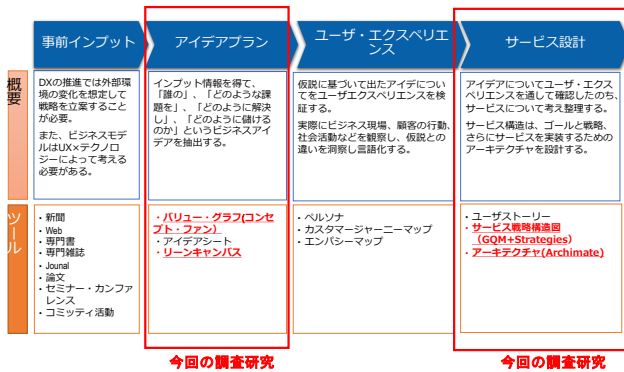 事前インプット
アイデアプラン
ユーザ・エクスペリエ
ンス
サービス設計
概要
DXの推進では外部環
境の変化を想定して
戦略を立案すること
が必要。
また、ビジネスモデ
ルはUX×テクノロ
ジーによって考える
必要がある。
インプット情報を得て、
「誰の」、「どのような課
題を」、「どのように解決
し」、「どのように儲ける
のか」というビジネスアイ
デアを抽出する。
仮説に基づいて出たアイデについ
てをユーザエクスペリエンスを検
証する。
実際にビジネス現場、顧客の行動、
社会活動などを観察し、仮説との
違いを洞察し言語化する。
アイデアについてユーザ・エクス
ペリエンスを通して確認したのち、
サービスについて考え整理する。
サービス構造は、ゴールと戦略、
さらにサービスを実装するための
アーキテクチャを設計する。
ツール
・新聞
・Web
・専門書
・専門雑誌
・Jounal
・論文
・セミナー・カンファ
レンス
・コミッティ活動
・バリュー・グラフ(コンセ
プト・ファン)
・アイデアシート
・リーンキャンバス
・ペルソナ
・カスタマージャーニーマップ
・エンパシーマップ
・ユーザストーリー
・サービス戦略構造図
（GQM+Strategies）
・アーキテクチャ(Archimate)
今回の調査研究
今回の調査研究